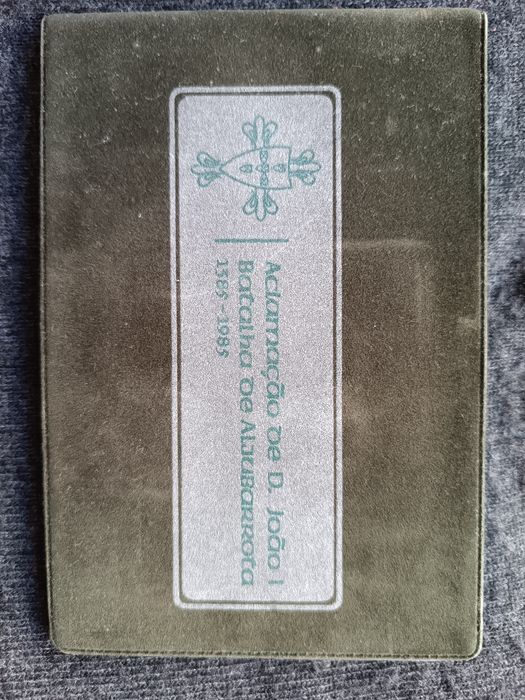 Aclamação de D. João I
Batalha de Aljubarrota
1385-1985